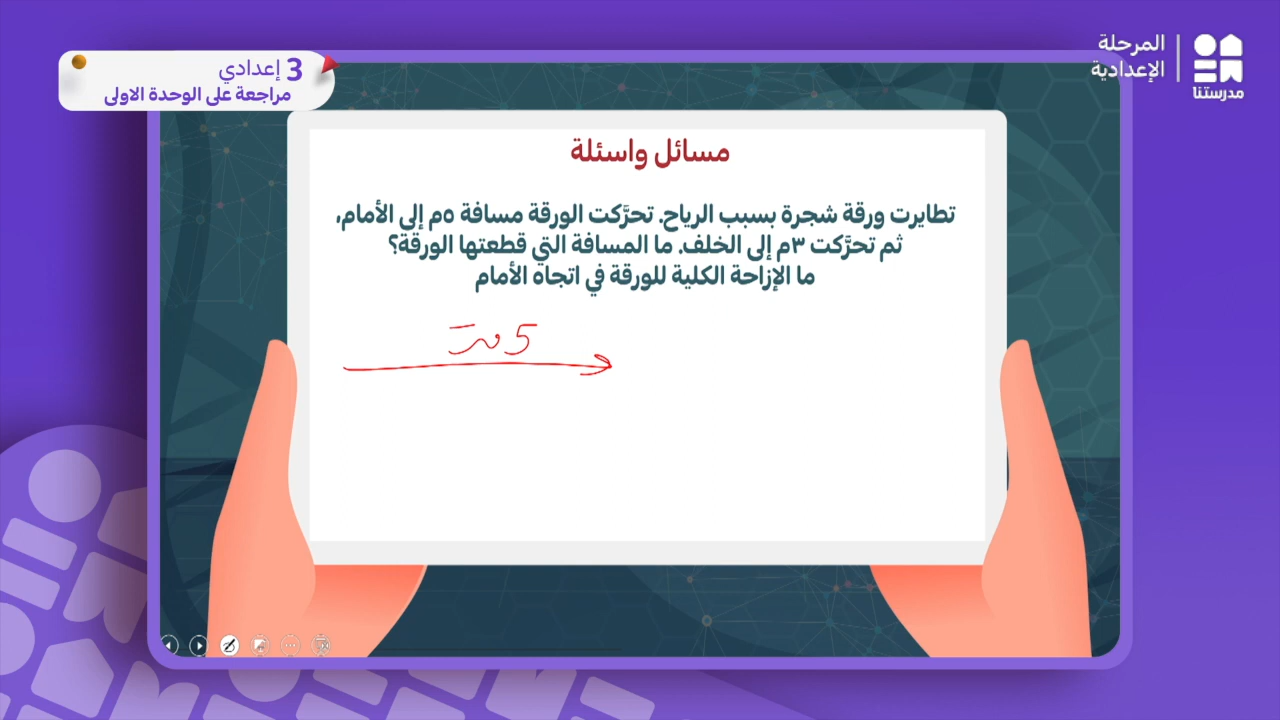 المرحلة
الإعدادية
مدرستنا
3 إعدادي
مراجعة على الوحدة الاولى
مسائل واسئلة
تطايرت ورقة شجرة بسبب الرياح. تحرَّكت الورقة مسافة ٥م إلى الأمام،
ثم تحرَّكت ٣م إلى الخلف. ما المسافة التي قطعتها الورقة؟
ما الإزاحة الكلية للورقة في اتجاه الأمام
5